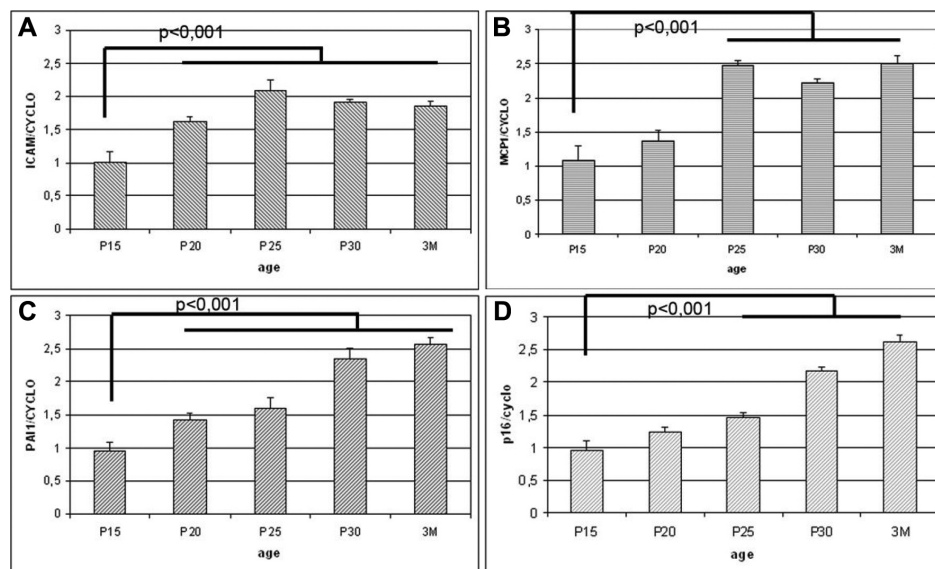 A
p<0,001
3
2,5
2
1,5
1
0,5
0
ICAM/CYCLO
P15 P20 P25 P30 3M
age
B
p<0,001
3
2,5
2
1,5
1
0,5
0
MCP1/CYCLO
P15 P20 P25 P30 3M
age
C
p<0,001
3
2,5
2
1,5
1
0,5
0
PAI1/CYCLO
P15 P20 P25 P30 3M
age
D
p<0,001
3
2,5
2
1,5
1
0,5
0
p16/cyclo
P15 P20 P25 P30 3M
age